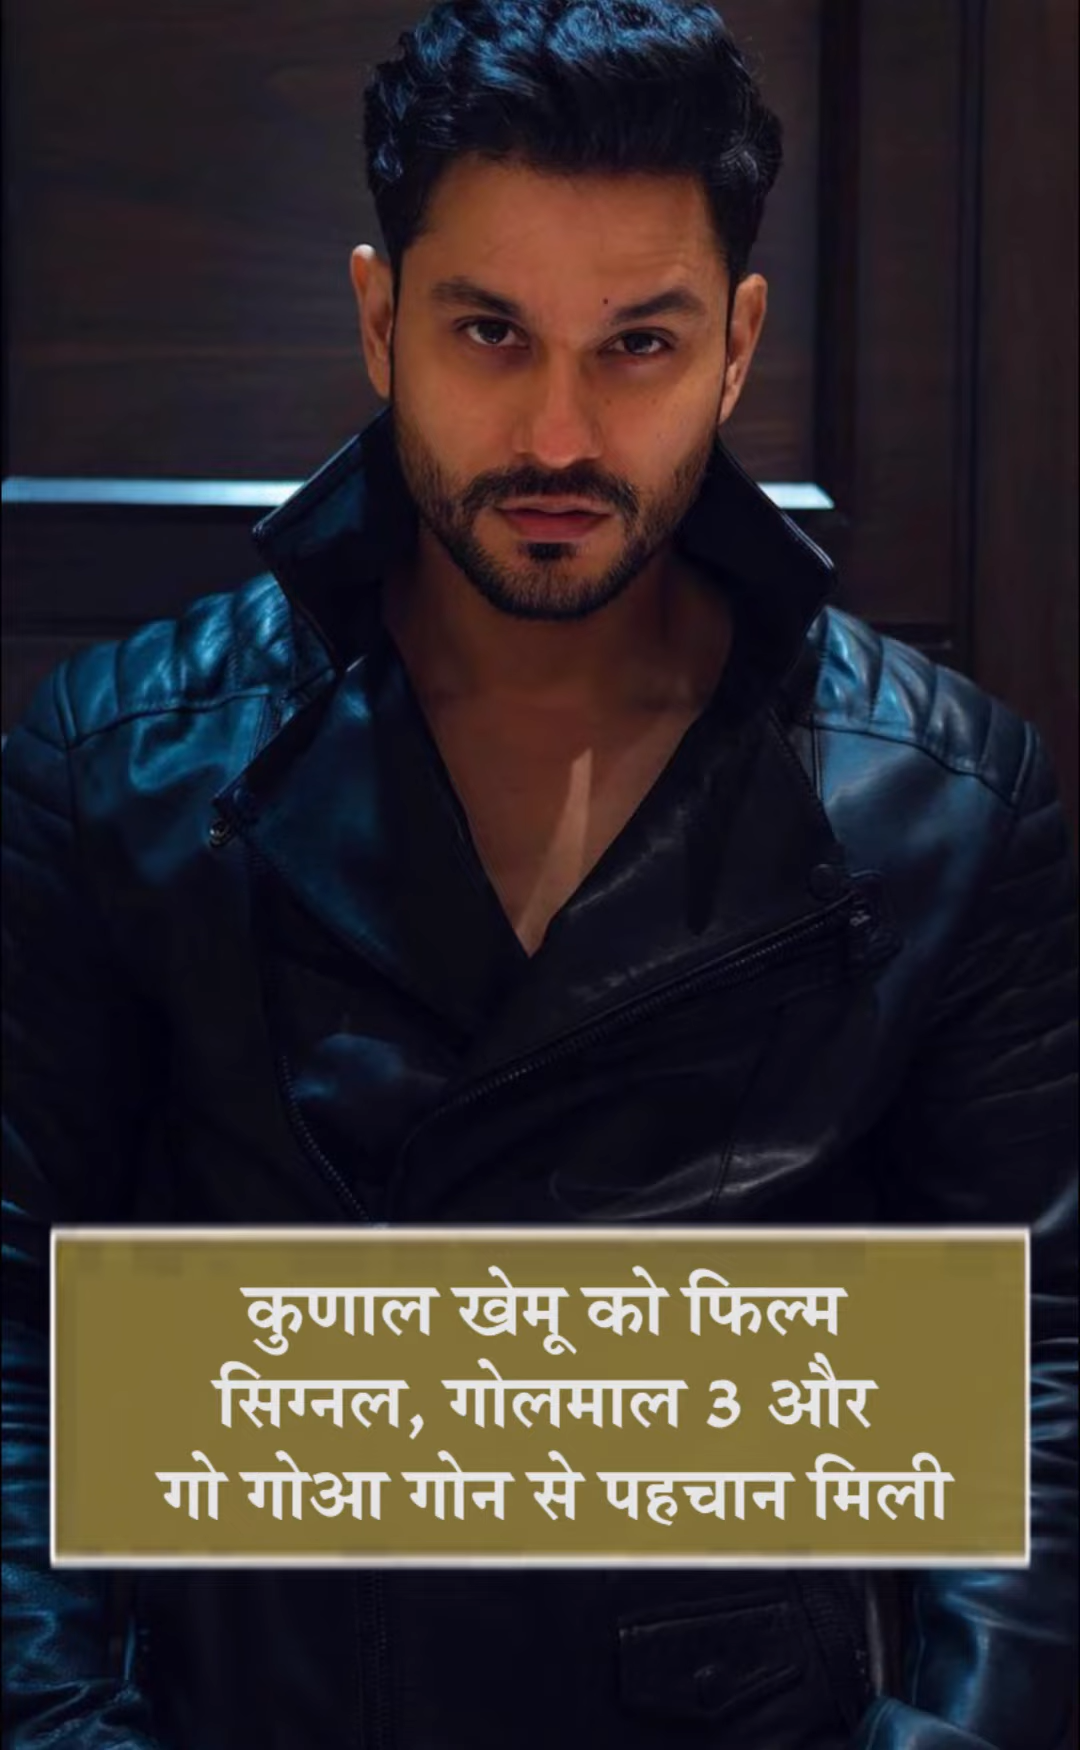 कुणाल खेमू को फिल्म
सिग्नल, गोलमाल 3 और
गो गोआ गोन से पहचान मिली